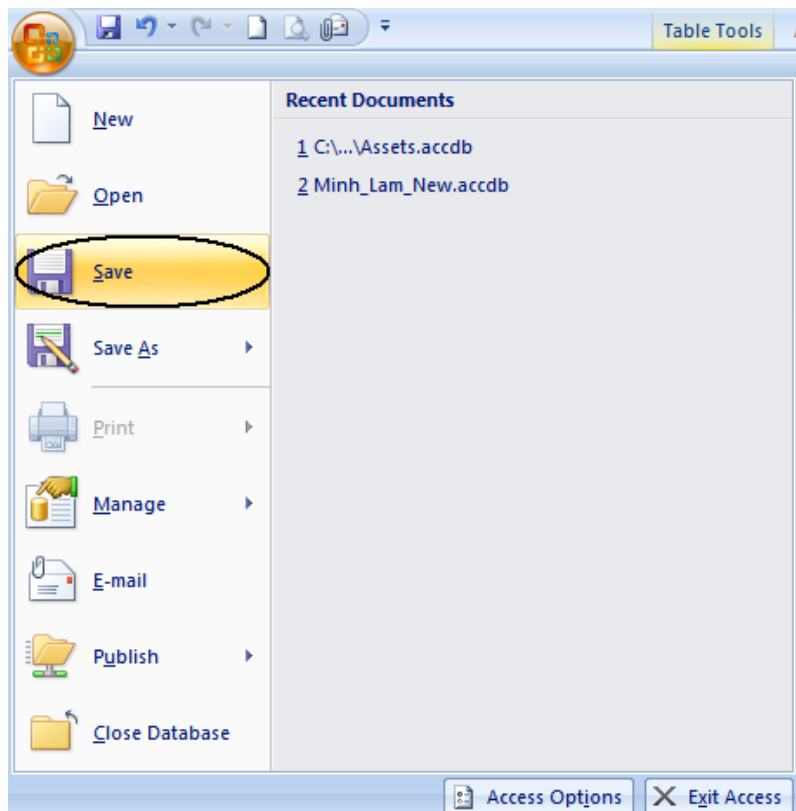 Table Tools
New
Open
Save
Save As
Print
Manage
E-mail
Publish
Close Database
Recent Documents
1 C:\...\Assets.accdb
2 Minh_Lam_New.accdb
Access Options
Exit Access